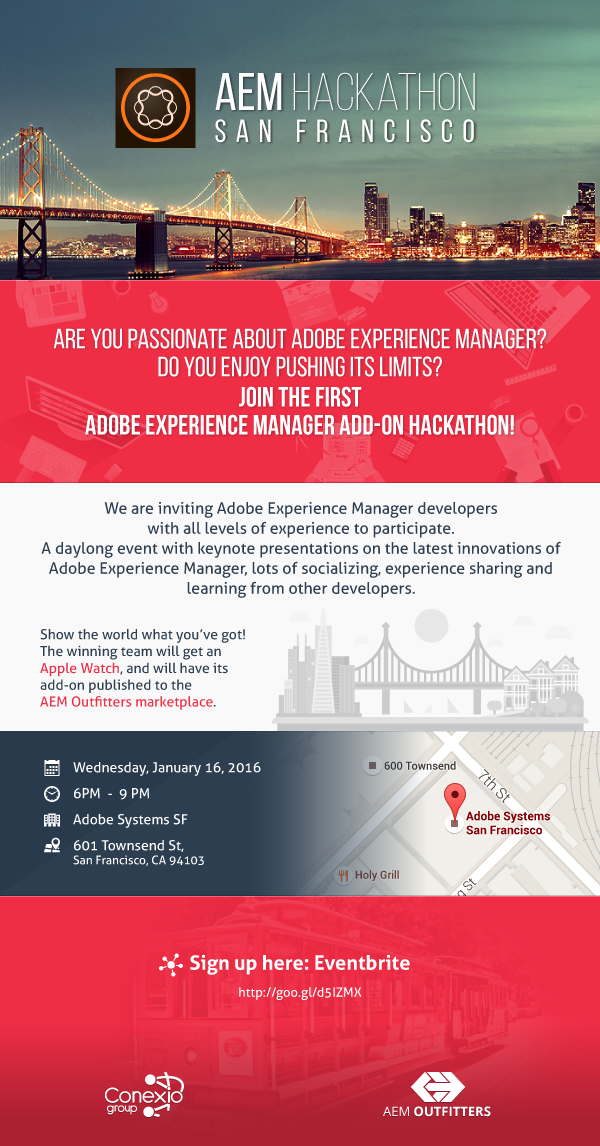 AEM HACKATHON
SAN FRANCISCO
ARE YOU PASSIONATE ABOUT ADOBE EXPERIENCE MANAGER?
DO YOU ENJOY PUSHING ITS LIMITS?
JOIN THE FIRST
ADOBE EXPERIENCE MANAGER ADD-ON HACKATHON!
We are inviting Adobe Experience Manager developers
with all levels of experience to participate.
A daylong event with keynote presentations on the latest innovations of
Adobe Experience Manager, lots of socializing, experience sharing and
learning from other developers.
Show the world what you've got!
The winning team will get an
Apple Watch, and will have its
add-on published to the
AEM Outfitters marketplace.
Wednesday, January 16, 2016
6PM - 9 PM
Adobe Systems SF
601 Townsend St,
San Francisco, CA 94103
600 Townsend
7th St
Adobe Systems
San Francisco
Holy Grill
g St
Sign up here: Eventbrite
http://goo.gl/d5IZMX
Conexio
group
AEM OUTFITTERS